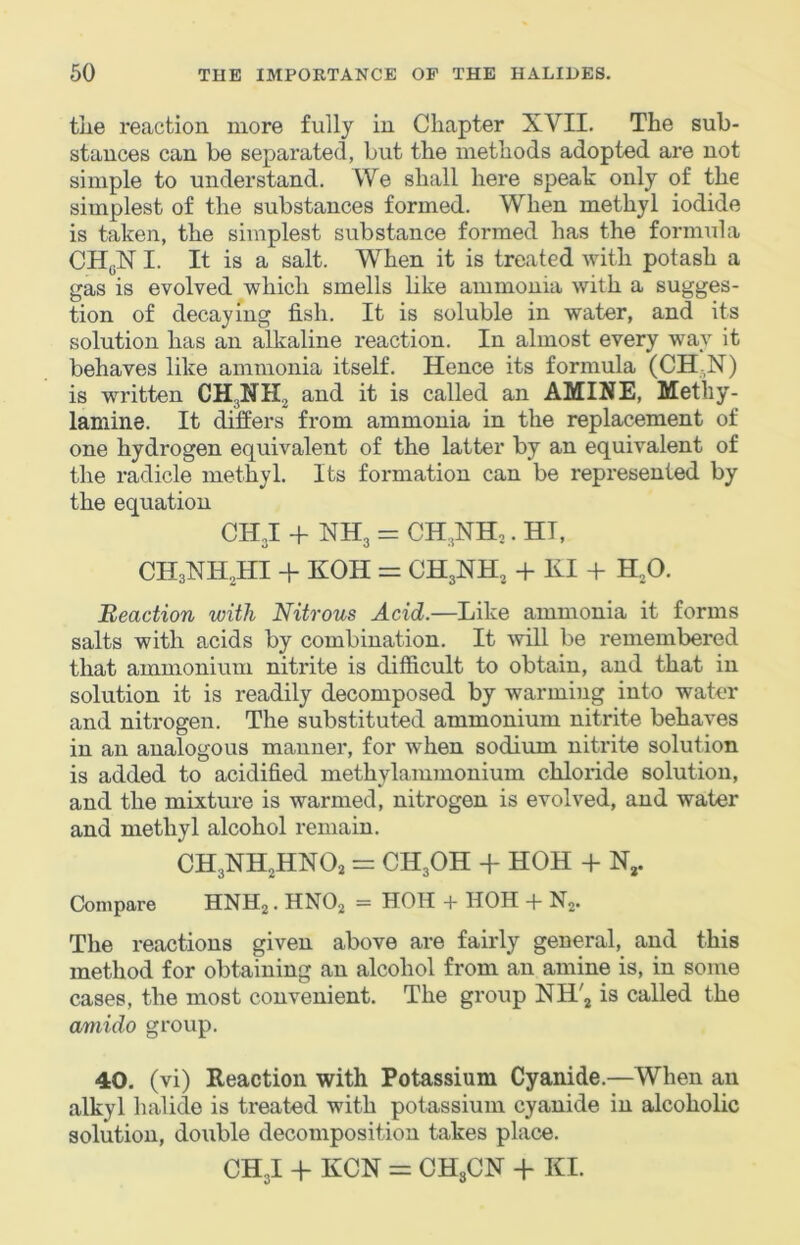 50 THE IMPORTANCE OF THE HALIDES.
the reaction more fully in Chapter XVII. The sub-
stances can be separated, but the methods adopted are not
simple to understand. We shall here speak only of the
simplest of the substances formed. When methyl iodide
is taken, the simplest substance formed has the formula
CH₆N I. It is a salt. When it is treated with potash a
gas is evolved which smells like ammonia with a sugges-
tion of decaying fish. It is soluble in water, and its
solution has an alkaline reaction. In almost every way it
behaves like ammonia itself. Hence its formula (CH₅N)
is written CH₃NH₂ and it is called an AMINE, Methy-
lamine. It differs from ammonia in the replacement of
one hydrogen equivalent of the latter by an equivalent of
the radicle methyl. Its formation can be represented by
the equation
CH₃I + NH₃ = CH₃NH₂ . HI,
CH₃NH₂HI + KOH = CH₃NH₂ + KI + H₂O.
Reaction with Nitrous Acid.—Like ammonia it forms
salts with acids by combination. It will be remembered
that ammonium nitrite is difficult to obtain, and that in
solution it is readily decomposed by warming into water
and nitrogen. The substituted ammonium nitrite behaves
in an analogous manner, for when sodium nitrite solution
is added to acidified methylammonium chloride solution,
and the mixture is warmed, nitrogen is evolved, and water
and methyl alcohol remain.
CH₃NH₂HNO₂ = CH₃OH + HOH + N₂.
Compare HNH₂ . HNO₂ = HOH + HOH + N₂.
The reactions given above are fairly general, and this
method for obtaining an alcohol from an amine is, in some
cases, the most convenient. The group NH'₂ is called the
amido group.
40. (vi) Reaction with Potassium Cyanide.—When an
alkyl halide is treated with potassium cyanide in alcoholic
solution, double decomposition takes place.
CH₃I + KCN = CH₃CN + KI.